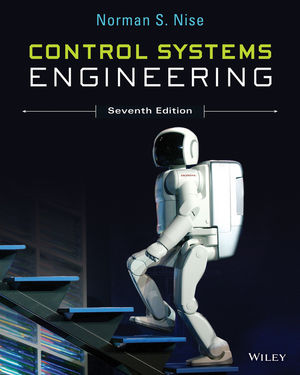 Norman S. Nise
CONTROL SYSTEMS
ENGINEERING
Seventh Edition
WILEY